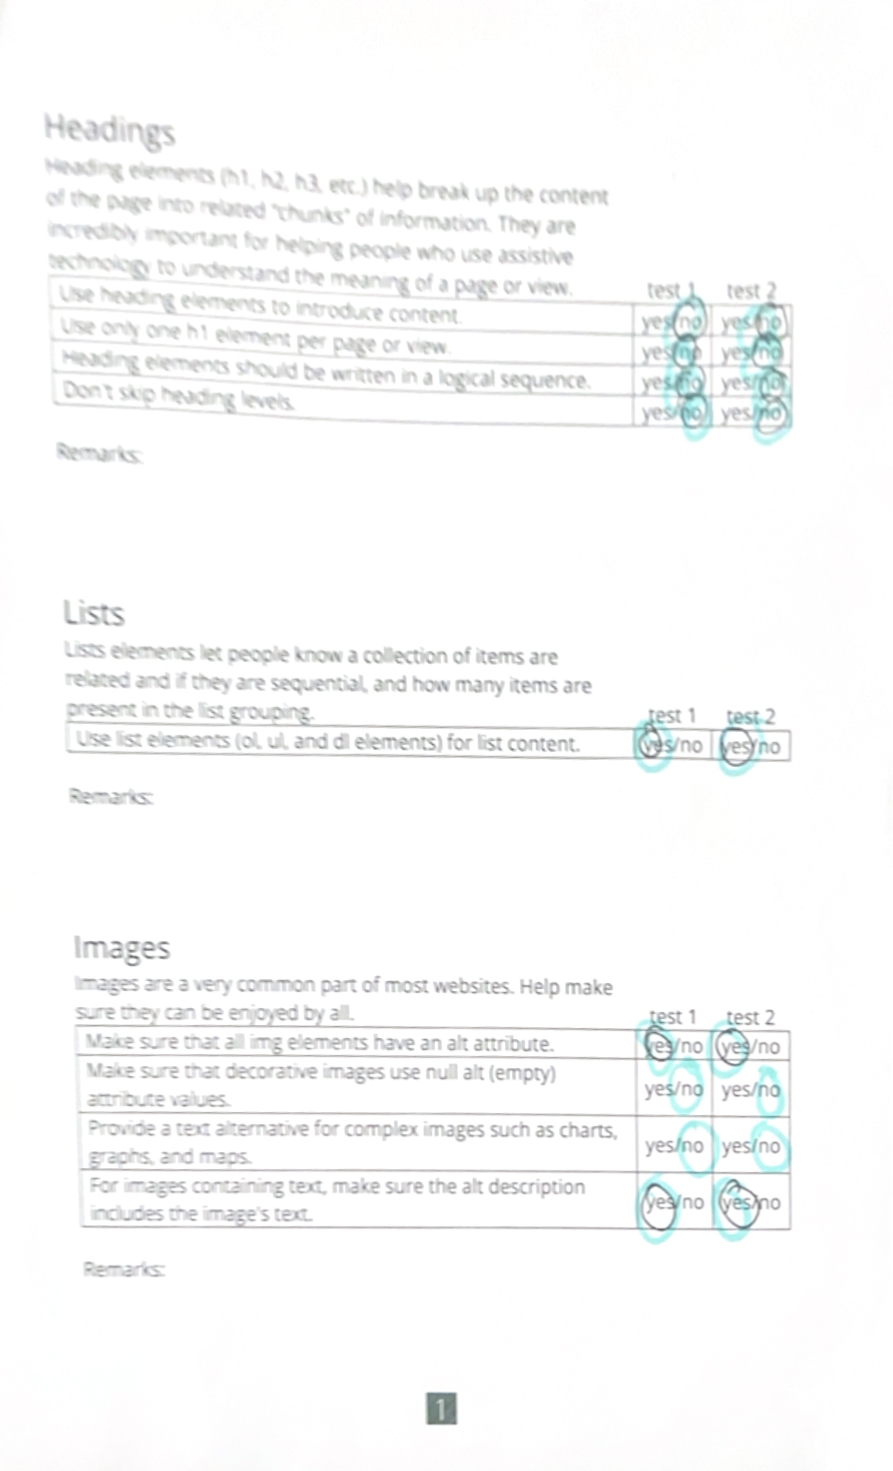 Headings
Heading elements (h1, h2, h3, etc.) help break up the content
of the page into related "chunks" of information. They are
incredibly important for helping people who use assistive
technology to understand the meaning of a page or view.
test 1 test 2
Use heading elements to introduce content. yes/no yes/no
Use only one h1 element per page or view. yes/no yes/no
Heading elements should be written in a logical sequence. yes/no yes/no
Don't skip heading levels. yes/no yes/no
Remarks:
Lists
Lists elements let people know a collection of items are
related and if they are sequential, and how many items are
present in the list grouping.
test 1 test 2
Use list elements (ol, ul, and dl elements) for list content. yes/no yes/no
Remarks:
Images
Images are a very common part of most websites. Help make
sure they can be enjoyed by all.
test 1 test 2
Make sure that all img elements have an alt attribute. yes/no yes/no
Make sure that decorative images use null alt (empty)
attribute values. yes/no yes/no
Provide a text alternative for complex images such as charts,
graphs, and maps. yes/no yes/no
For images containing text, make sure the alt description
includes the image's text. yes/no yes/no
Remarks:
1